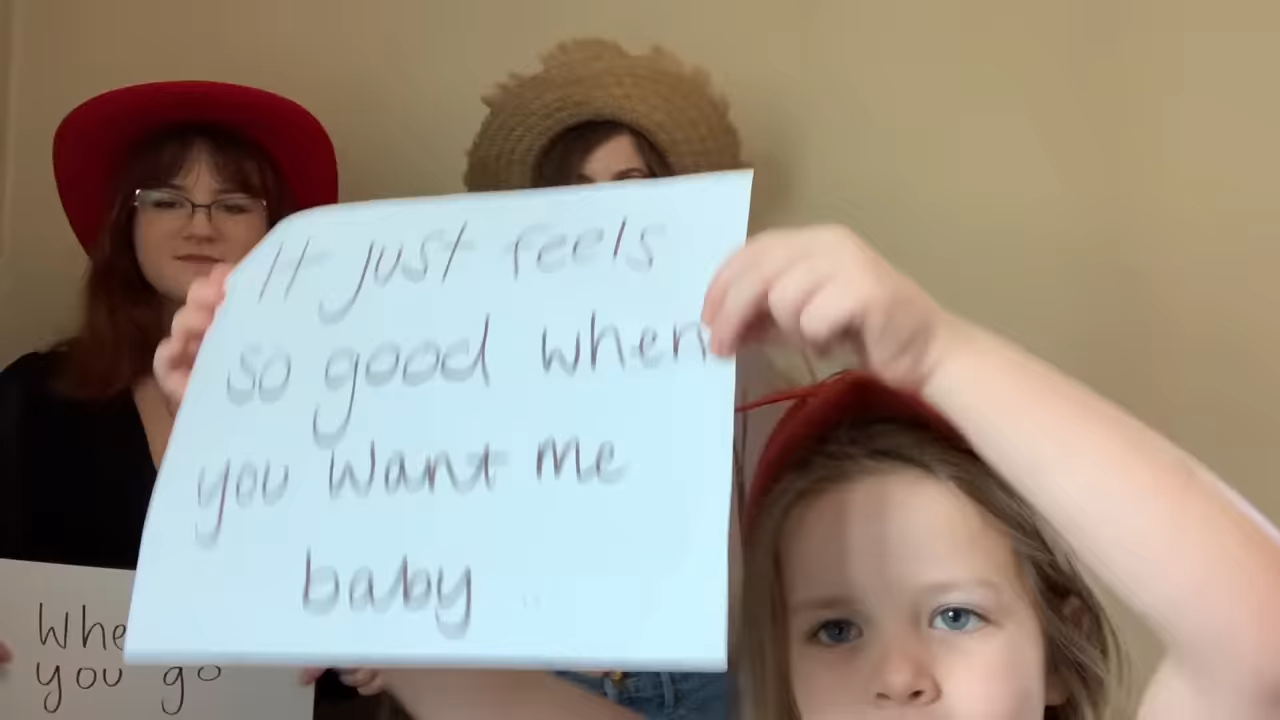 It just feels
so good when
you want me
baby
Whe
you go